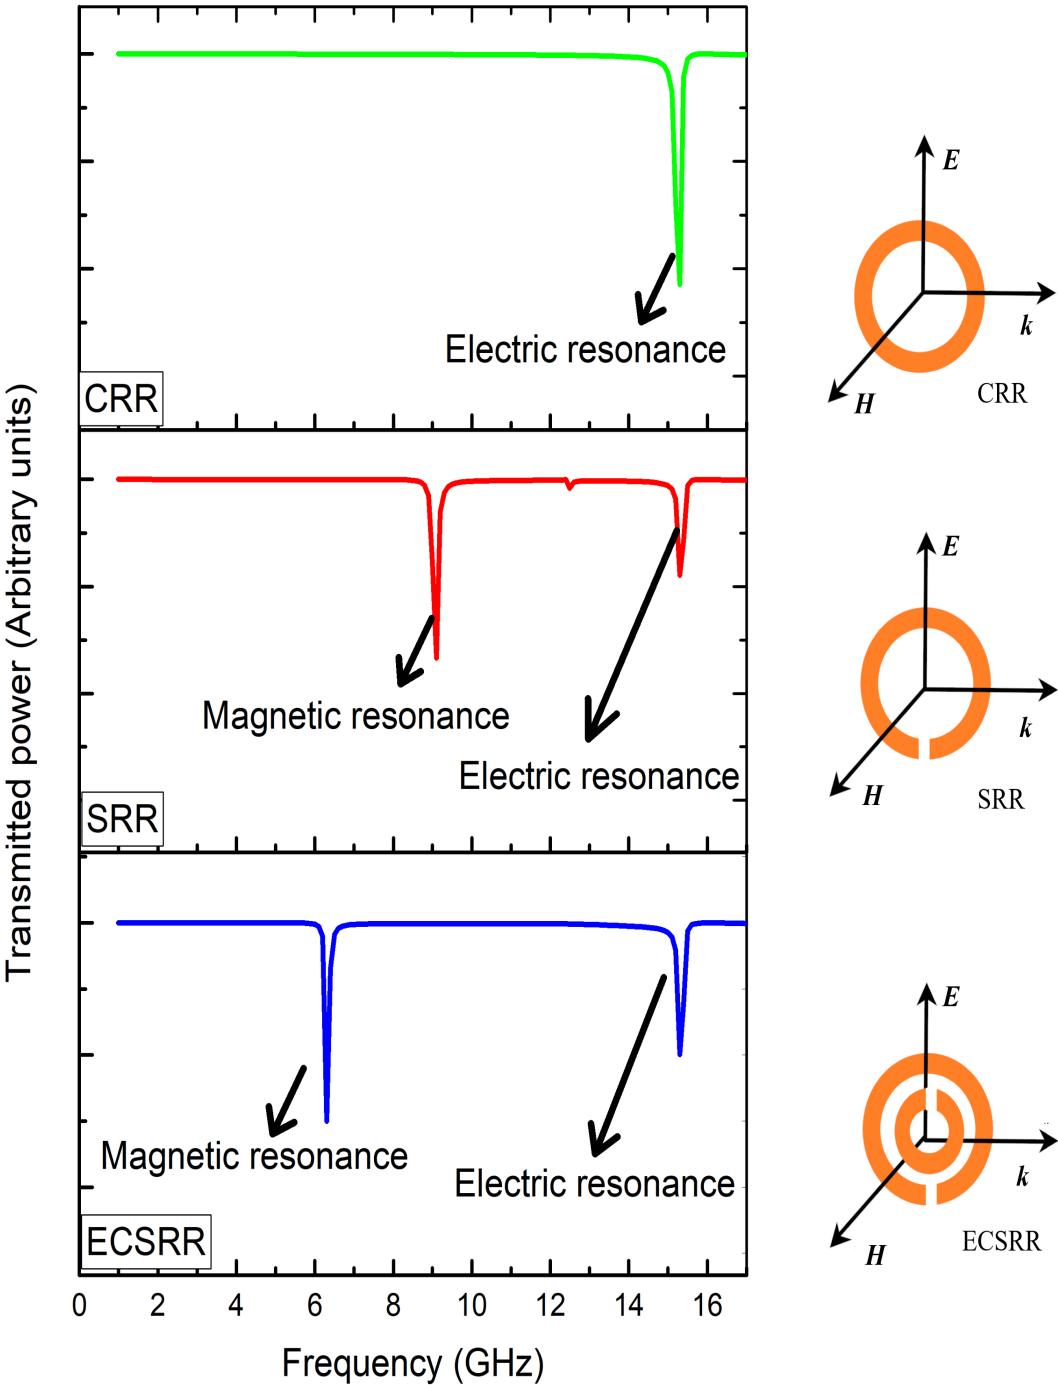 Transmitted power (Arbitrary units)
Electric resonance
CRR
Magnetic resonance
Electric resonance
SRR
Magnetic resonance
Electric resonance
ECSRR
0 2 4 6 8 10 12 14 16
Frequency (GHz)
E
k
H
CRR
E
k
H
SRR
E
k
H
ECSRR